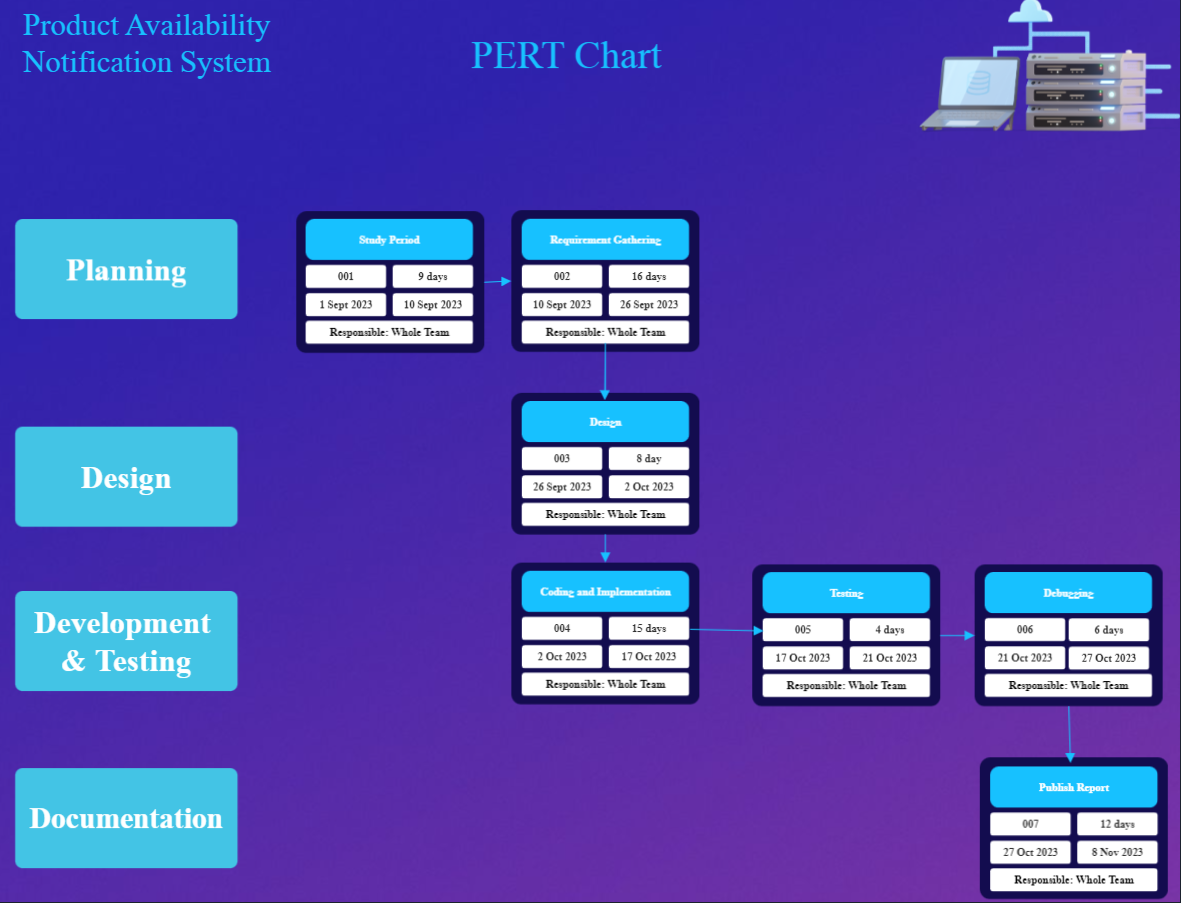 Product Availability
Notification System
PERT Chart
Planning
Study Period
001
9 days
1 Sept 2023
10 Sept 2023
Responsible: Whole Team
Requirement Gathering
002
16 days
10 Sept 2023
26 Sept 2023
Responsible: Whole Team
Design
Design
003
8 day
26 Sept 2023
2 Oct 2023
Responsible: Whole Team
Development
& Testing
Coding and Implementation
004
15 days
2 Oct 2023
17 Oct 2023
Responsible: Whole Team
Testing
005
4 days
17 Oct 2023
21 Oct 2023
Responsible: Whole Team
Debugging
006
6 days
21 Oct 2023
27 Oct 2023
Responsible: Whole Team
Documentation
Publish Report
007
12 days
27 Oct 2023
8 Nov 2023
Responsible: Whole Team